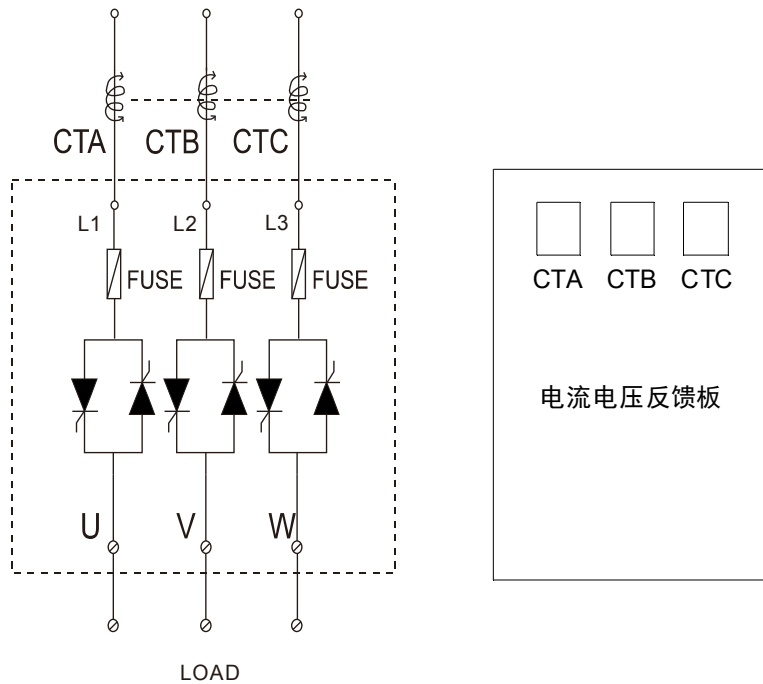 CTA CTB CTC
L1 L2 L3
FUSE FUSE FUSE
U V W
LOAD
CTA CTB CTC
电流电压反馈板